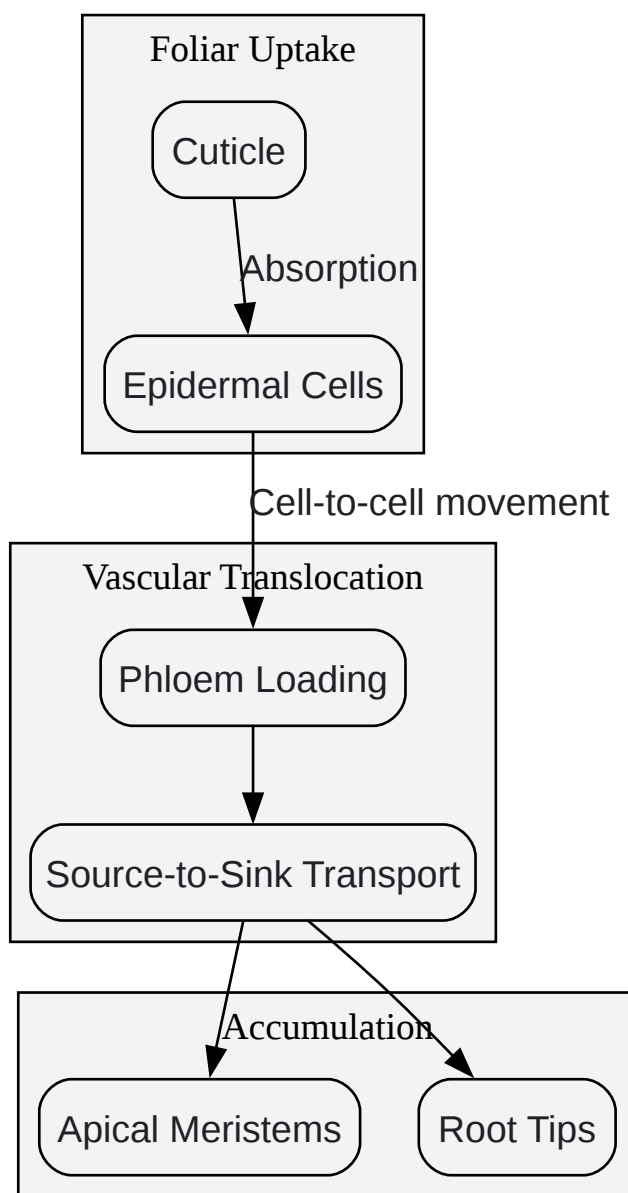 Foliar Uptake
Cuticle
Absorption
Epidermal Cells
Cell-to-cell movement
Vascular Translocation
Phloem Loading
Source-to-Sink Transport
Accumulation
Apical Meristems
Root Tips